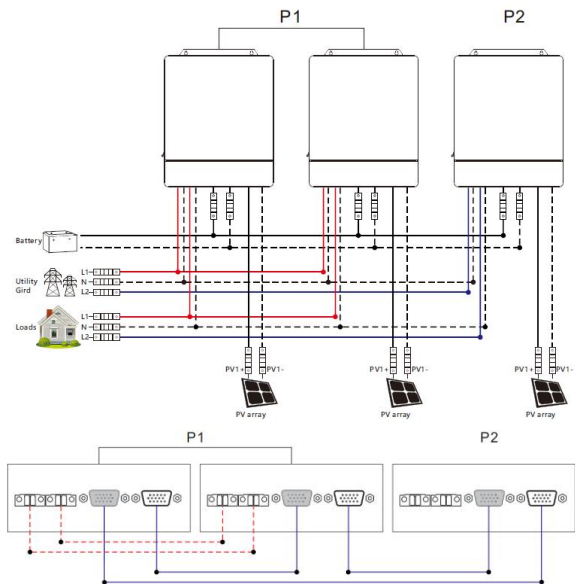 P1 P2
Battery
Utility
Gird
L1
N
L2
Loads
L1
N
L2
PV1+ PV1- PV1+ PV1- PV1+ PV1-
PV array PV array PV array
P1 P2